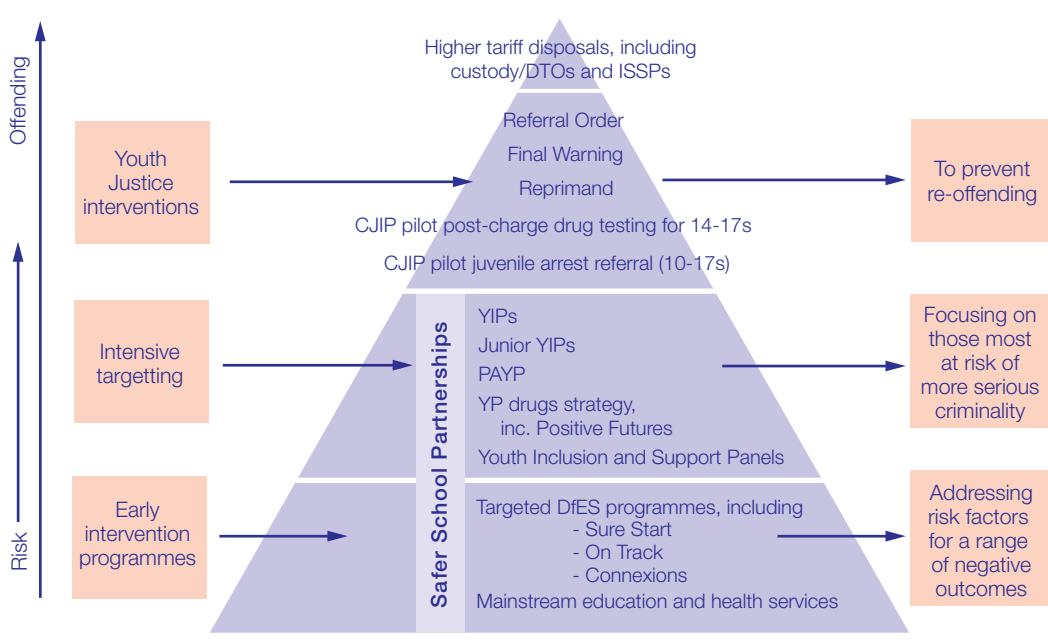 Higher tariff disposals, including
custody/DTOs and ISSPs
Offending
Youth
Justice
interventions
Referral Order
Final Warning
Reprimand
CJIP pilot post-charge drug testing for 14-17s
CJIP pilot juvenile arrest referral (10-17s)
To prevent
re-offending
Intensive
targetting
Safer School Partnerships
YIPs
Junior YIPs
PAYP
YP drugs strategy,
inc. Positive Futures
Youth Inclusion and Support Panels
Focusing on
those most
at risk of
more serious
criminality
Risk
Early
intervention
programmes
Targeted DfES programmes, including
- Sure Start
- On Track
- Connexions
Mainstream education and health services
Addressing
risk factors
for a range
of negative
outcomes